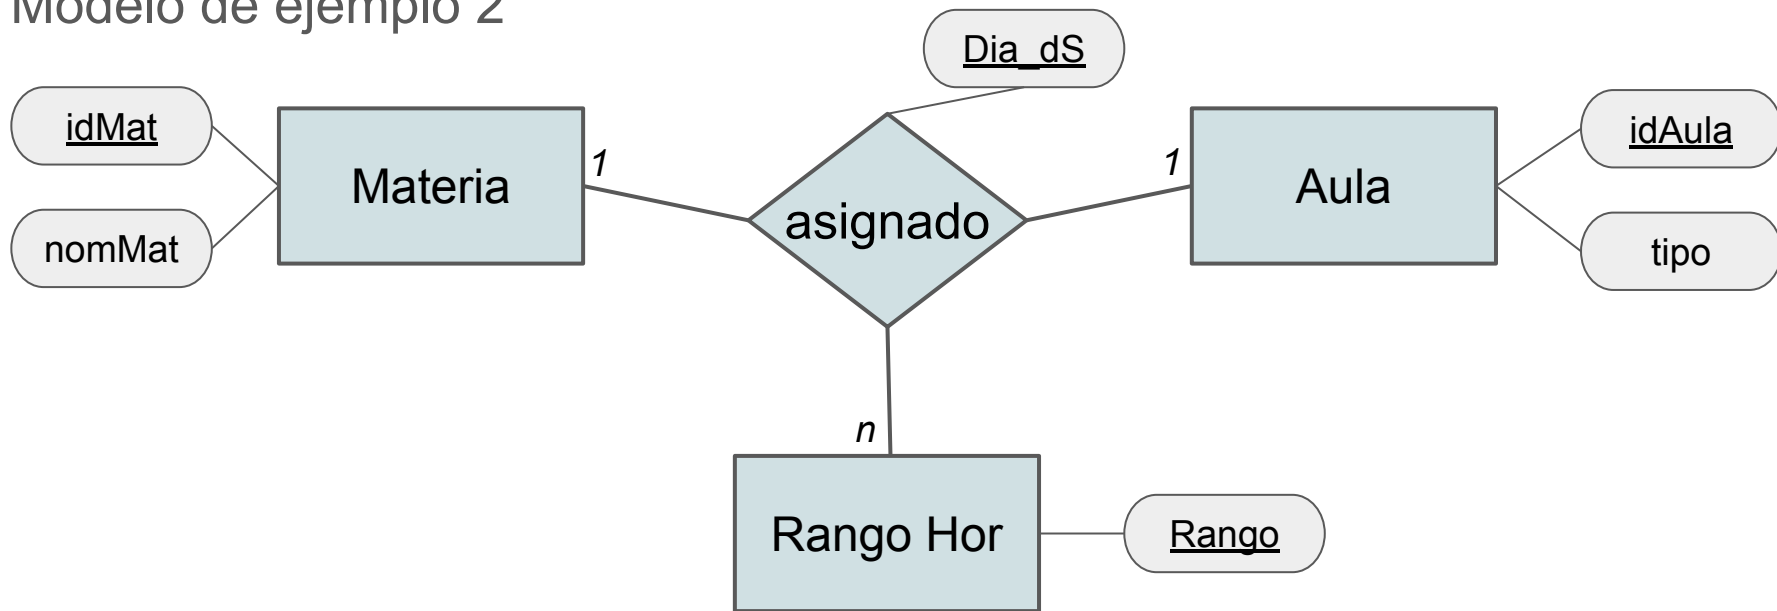 Modelo de ejemplo 2
Dia_dS
idMat
nomMat
Materia
1
asignado
1
Aula
idAula
tipo
n
Rango Hor
Rango